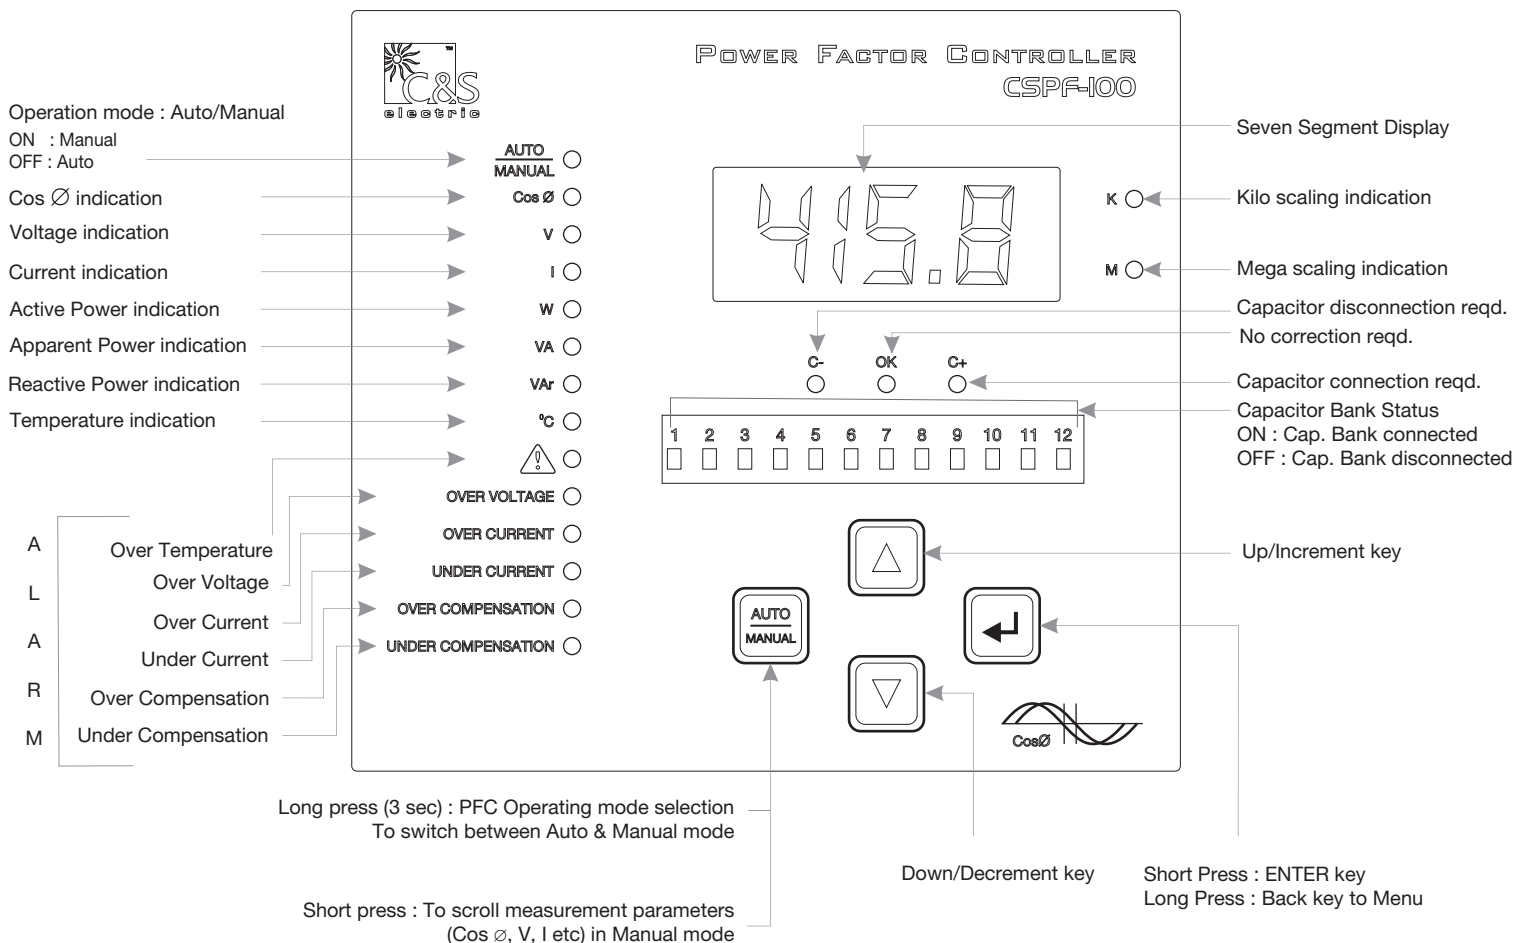 C&S
electric
TM
POWER FACTOR CONTROLLER
CSPF-100
Operation mode : Auto/Manual
ON : Manual
OFF : Auto
Cos Ø indication
Voltage indication
Current indication
Active Power indication
Apparent Power indication
Reactive Power indication
Temperature indication
A
L
A
R
M
Over Temperature
Over Voltage
Over Current
Under Current
Over Compensation
Under Compensation
AUTO
MANUAL
Cos Ø
V
I
W
VA
VAr
°C
!
OVER VOLTAGE
OVER CURRENT
UNDER CURRENT
OVER COMPENSATION
UNDER COMPENSATION
415.8
K
M
C- OK C+
1 2 3 4 5 6 7 8 9 10 11 12
AUTO
MANUAL
CosØ
Seven Segment Display
Kilo scaling indication
Mega scaling indication
Capacitor disconnection reqd.
No correction reqd.
Capacitor connection reqd.
Capacitor Bank Status
ON : Cap. Bank connected
OFF : Cap. Bank disconnected
Up/Increment key
Long press (3 sec) : PFC Operating mode selection
To switch between Auto & Manual mode
Short press : To scroll measurement parameters
(Cos ø, V, I etc) in Manual mode
Down/Decrement key
Short Press : ENTER key
Long Press : Back key to Menu